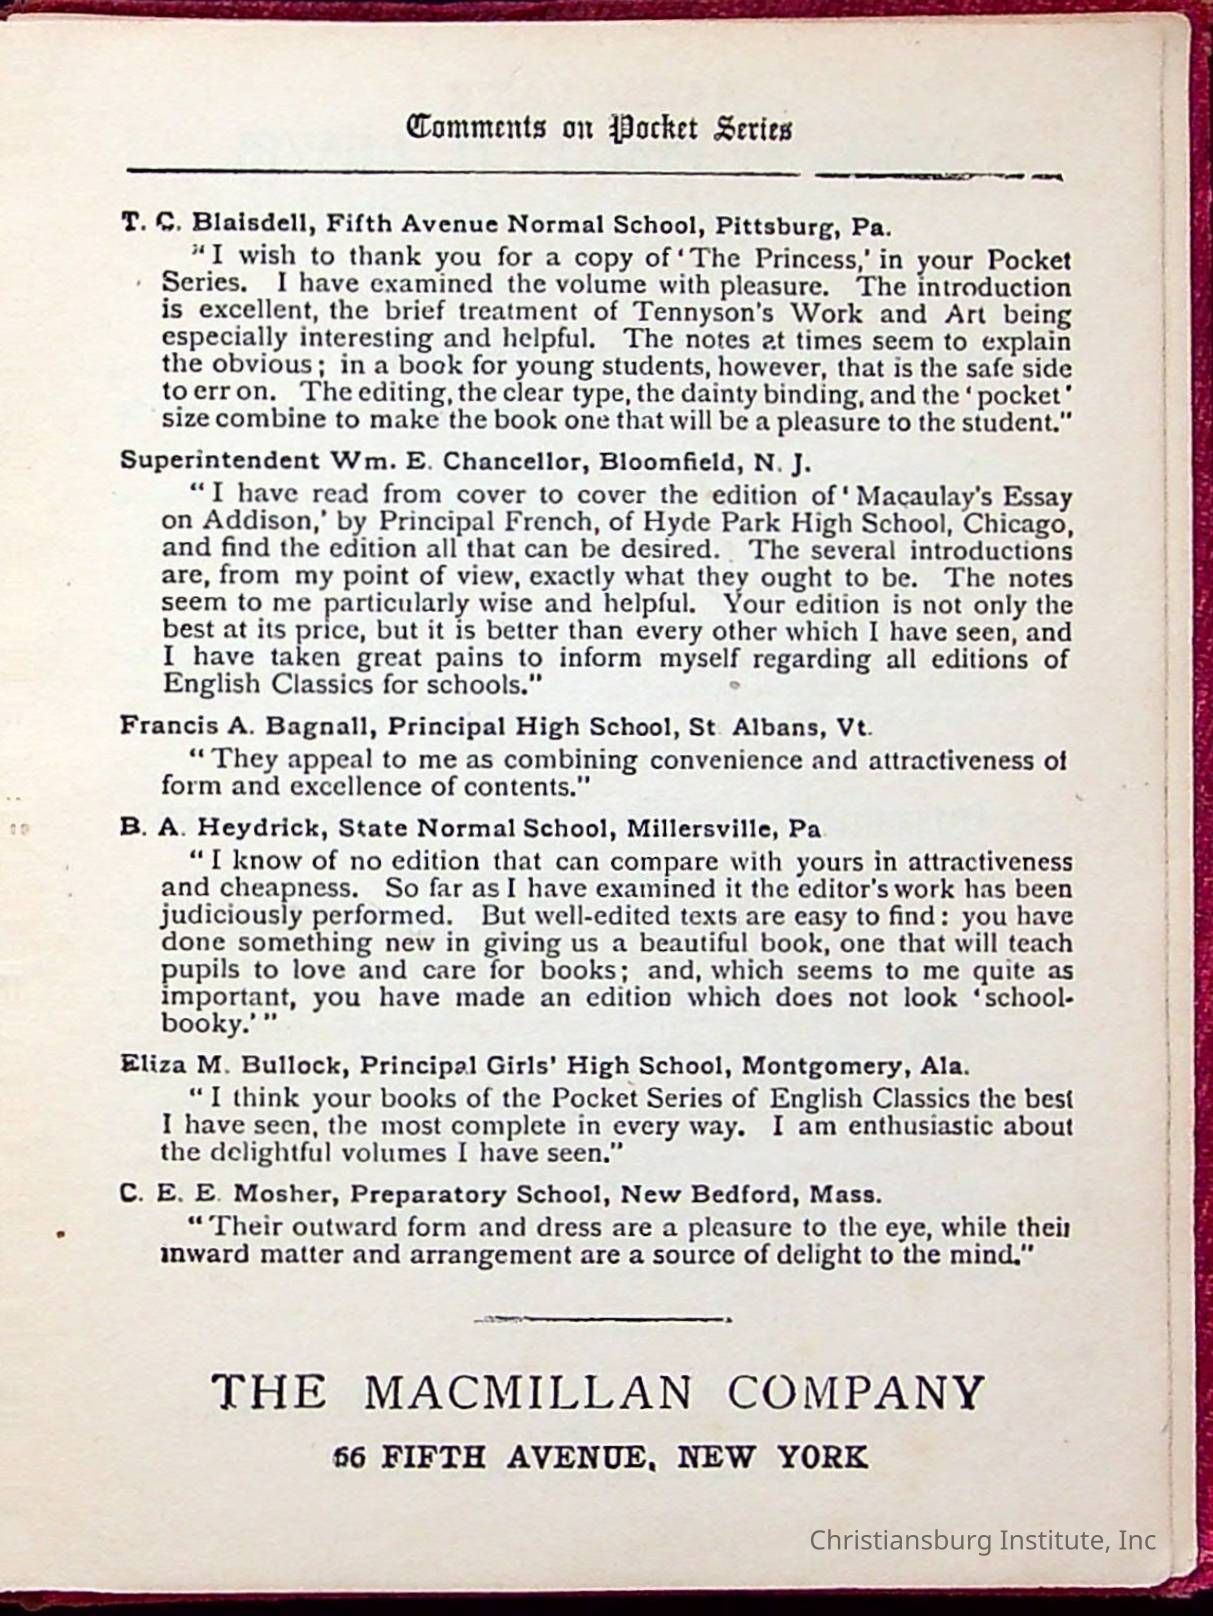 Comments on Pocket Series
T. C. Blaisdell, Fifth Avenue Normal School, Pittsburg, Pa.
"I wish to thank you for a copy of 'The Princess,' in your Pocket
Series. I have examined the volume with pleasure. The introduction
is excellent, the brief treatment of Tennyson's Work and Art being
especially interesting and helpful. The notes at times seem to explain
the obvious; in a book for young students, however, that is the safe side
to err on. The editing, the clear type, the dainty binding, and the 'pocket'
size combine to make the book one that will be a pleasure to the student."
Superintendent Wm. E. Chancellor, Bloomfield, N. J.
"I have read from cover to cover the edition of 'Macaulay's Essay
on Addison,' by Principal French, of Hyde Park High School, Chicago,
and find the edition all that can be desired. The several introductions
are, from my point of view, exactly what they ought to be. The notes
seem to me particularly wise and helpful. Your edition is not only the
best at its price, but it is better than every other which I have seen, and
I have taken great pains to inform myself regarding all editions of
English Classics for schools."
Francis A. Bagnall, Principal High School, St Albans, Vt.
"They appeal to me as combining convenience and attractiveness of
form and excellence of contents."
B. A. Heydrick, State Normal School, Millersville, Pa
"I know of no edition that can compare with yours in attractiveness
and cheapness. So far as I have examined it the editor's work has been
judiciously performed. But well-edited texts are easy to find: you have
done something new in giving us a beautiful book, one that will teach
pupils to love and care for books; and, which seems to me quite as
important, you have made an edition which does not look 'school-
booky.'"
Eliza M. Bullock, Principal Girls' High School, Montgomery, Ala.
"I think your books of the Pocket Series of English Classics the best
I have seen, the most complete in every way. I am enthusiastic about
the delightful volumes I have seen."
C. E. E. Mosher, Preparatory School, New Bedford, Mass.
"Their outward form and dress are a pleasure to the eye, while their
inward matter and arrangement are a source of delight to the mind."
THE MACMILLAN COMPANY
66 FIFTH AVENUE, NEW YORK
Christiansburg Institute, Inc